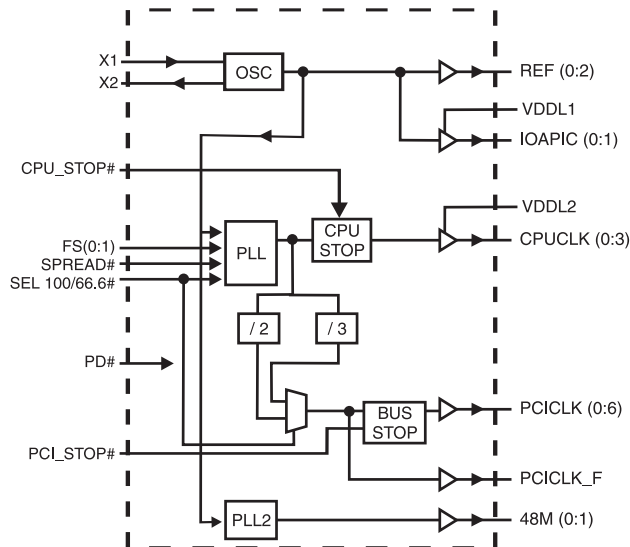 X1
X2
OSC
REF (0:2)
VDDL1
IOAPIC (0:1)
CPU_STOP#
VDDL2
FS(0:1)
SPREAD#
SEL 100/66.6#
PLL
CPU
STOP
CPUCLK (0:3)
/ 2
/ 3
PD#
BUS
STOP
PCICLK (0:6)
PCI_STOP#
PCICLK_F
PLL2
48M (0:1)